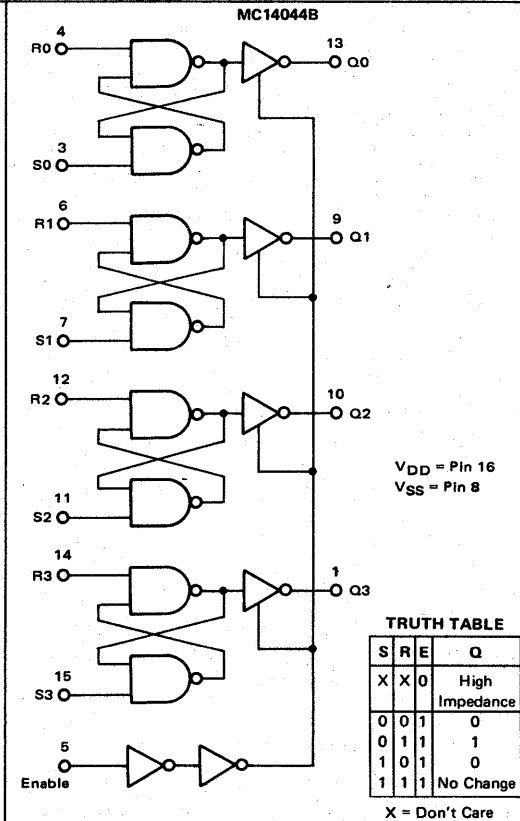 MC14044B
4
R0
13
Q0
3
S0
6
R1
9
Q1
7
S1
12
R2
10
Q2
11
S2
VDD = Pin 16
VSS = Pin 8
14
R3
1
Q3
15
S3
5
Enable
TRUTH TABLE
S R E Q
X X 0 High Impedance
0 0 1 0
0 1 1 1
1 0 1 0
1 1 1 No Change
X = Don't Care